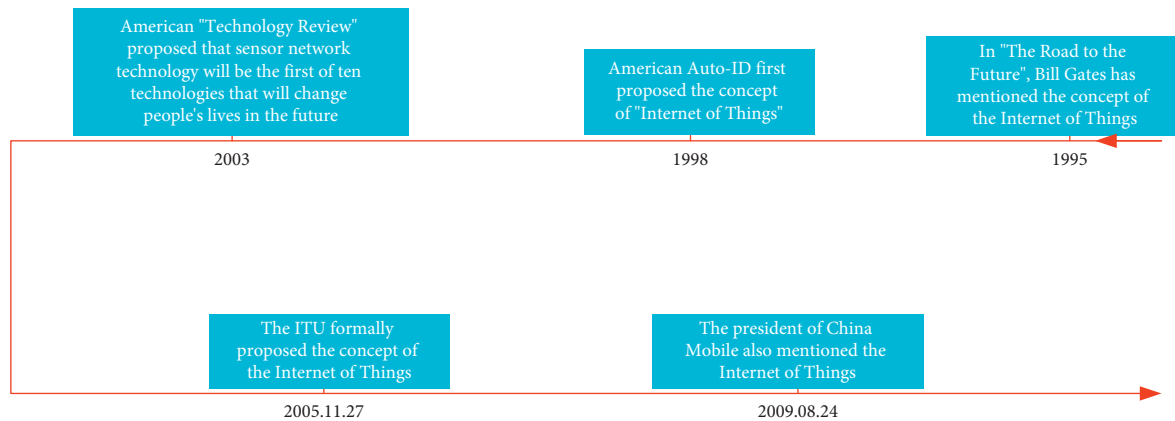 American "Technology Review"
proposed that sensor network
technology will be the first of ten
technologies that will change
people's lives in the future
2003
American Auto-ID first
proposed the concept
of "Internet of Things"
1998
In "The Road to the
Future", Bill Gates has
mentioned the concept of
the Internet of Things
1995
The ITU formally
proposed the concept of
the Internet of Things
2005.11.27
The president of China
Mobile also mentioned the
Internet of Things
2009.08.24